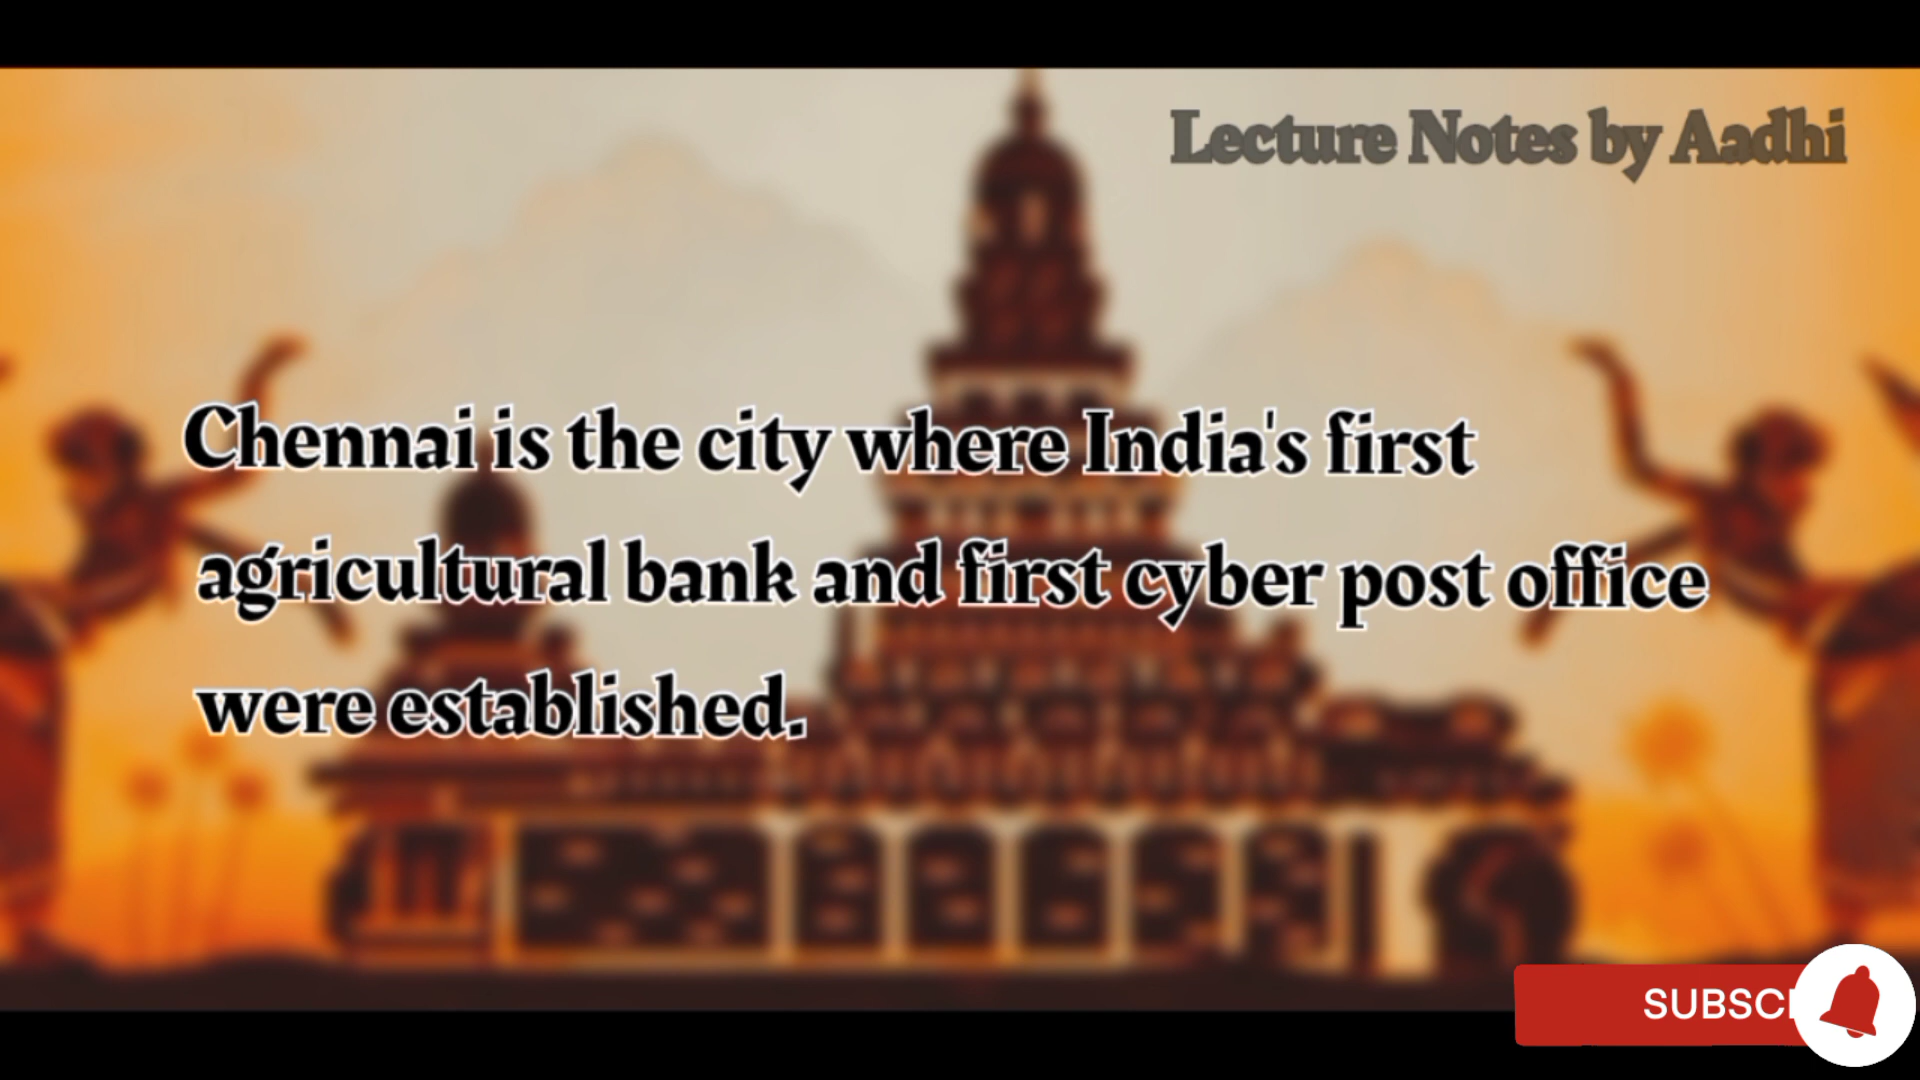 Lecture Notes by Aadhi
Chennai is the city where India's first
agricultural bank and first cyber post office
were established.